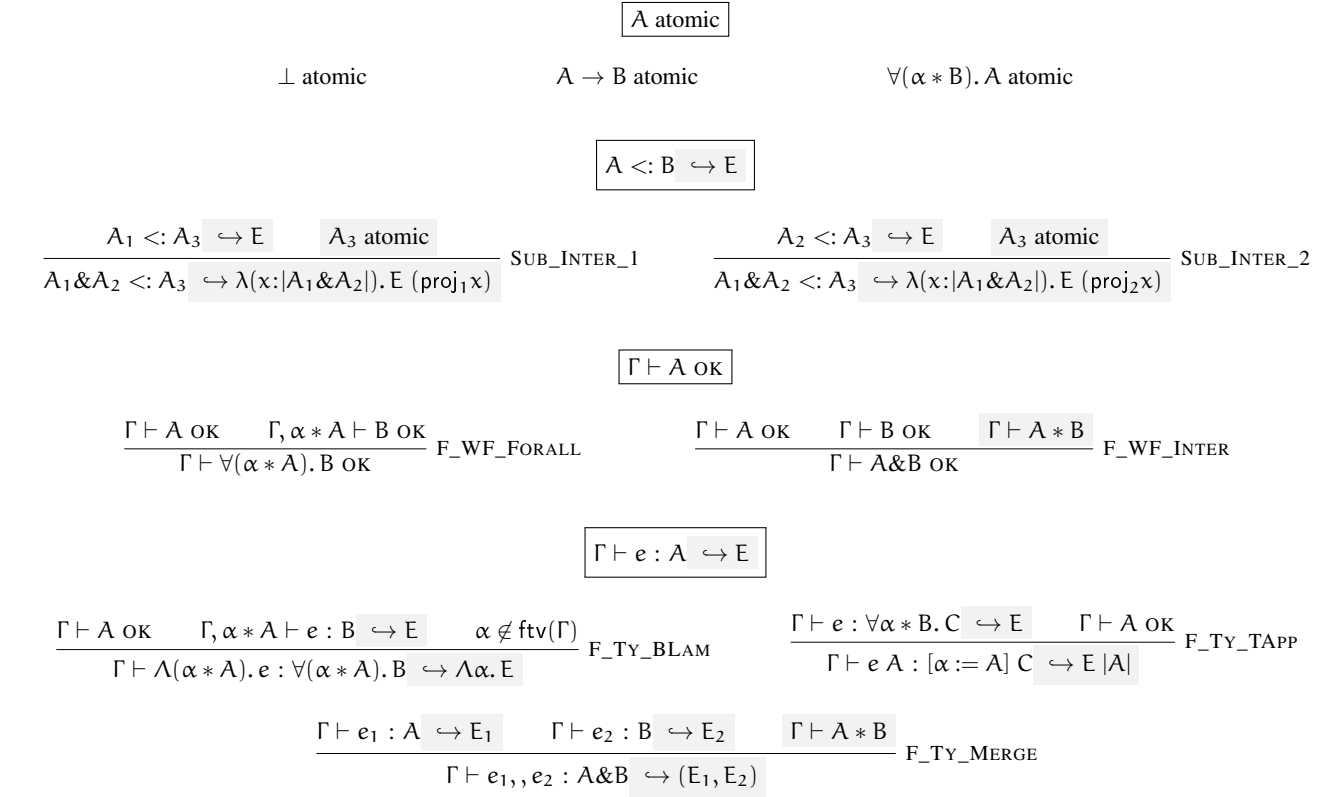 A atomic
⊥ atomic A → B atomic ∀(α ∗ B). A atomic
A <: B ↪ E
A₁ <: A₃ ↪ E A₃ atomic
A₁&A₂ <: A₃ ↪ λ(x:|A₁&A₂|). E (proj₁x) SUB_INTER_1
A₂ <: A₃ ↪ E A₃ atomic
A₁&A₂ <: A₃ ↪ λ(x:|A₁&A₂|). E (proj₂x) SUB_INTER_2
Γ ⊢ A OK
Γ ⊢ A OK Γ, α ∗ A ⊢ B OK
Γ ⊢ ∀(α ∗ A). B OK F_WF_FORALL
Γ ⊢ A OK Γ ⊢ B OK Γ ⊢ A ∗ B
Γ ⊢ A&B OK F_WF_INTER
Γ ⊢ e : A ↪ E
Γ ⊢ A OK Γ, α ∗ A ⊢ e : B ↪ E α ∉ ftv(Γ)
Γ ⊢ Λ(α ∗ A). e : ∀(α ∗ A). B ↪ Λα. E F_TY_BLAM
Γ ⊢ e : ∀α ∗ B. C ↪ E Γ ⊢ A OK
Γ ⊢ e A : [α := A] C ↪ E |A| F_TY_TAPP
Γ ⊢ e₁ : A ↪ E₁ Γ ⊢ e₂ : B ↪ E₂ Γ ⊢ A ∗ B
Γ ⊢ e₁,, e₂ : A&B ↪ (E₁, E₂) F_TY_MERGE